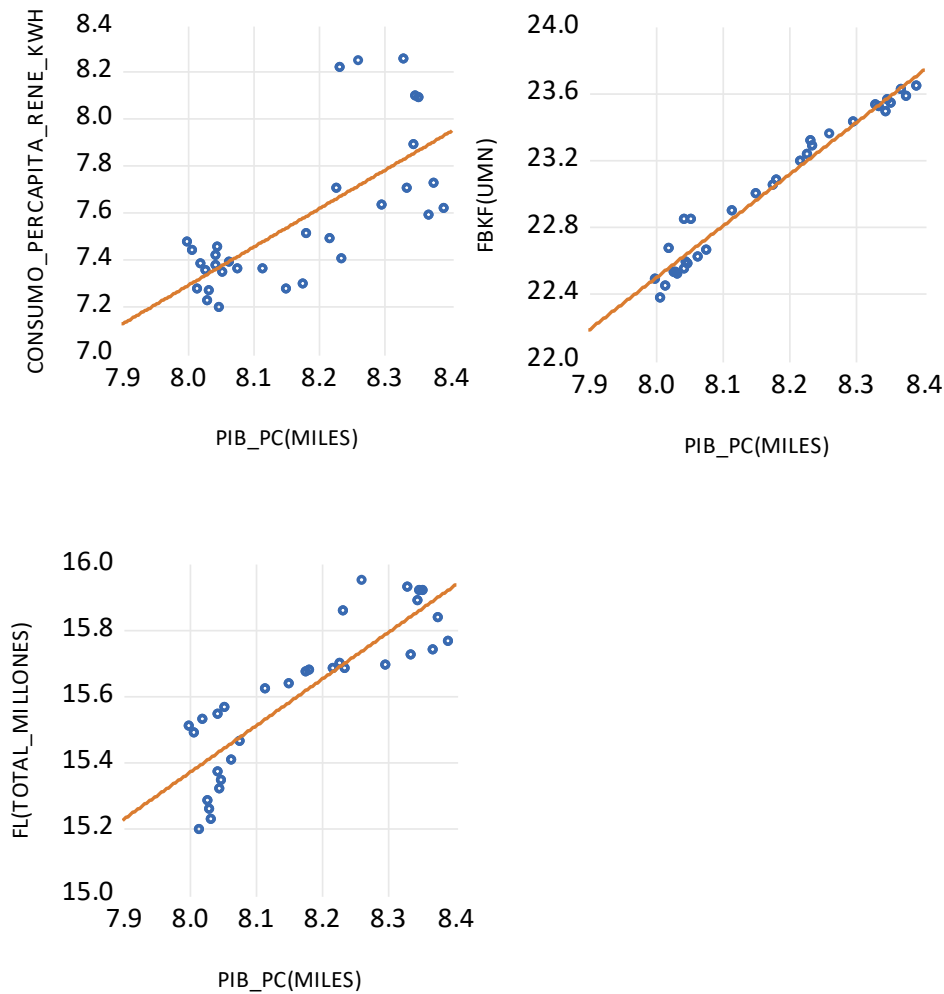 CONSUMO_PERCAPITA_RENE_KWH
8.4
8.2
8.0
7.8
7.6
7.4
7.2
7.0
7.9 8.0 8.1 8.2 8.3 8.4
PIB_PC(MILES)
FBKF(UMN)
24.0
23.6
23.2
22.8
22.4
22.0
7.9 8.0 8.1 8.2 8.3 8.4
PIB_PC(MILES)
FL(TOTAL_MILLONES)
16.0
15.8
15.6
15.4
15.2
15.0
7.9 8.0 8.1 8.2 8.3 8.4
PIB_PC(MILES)